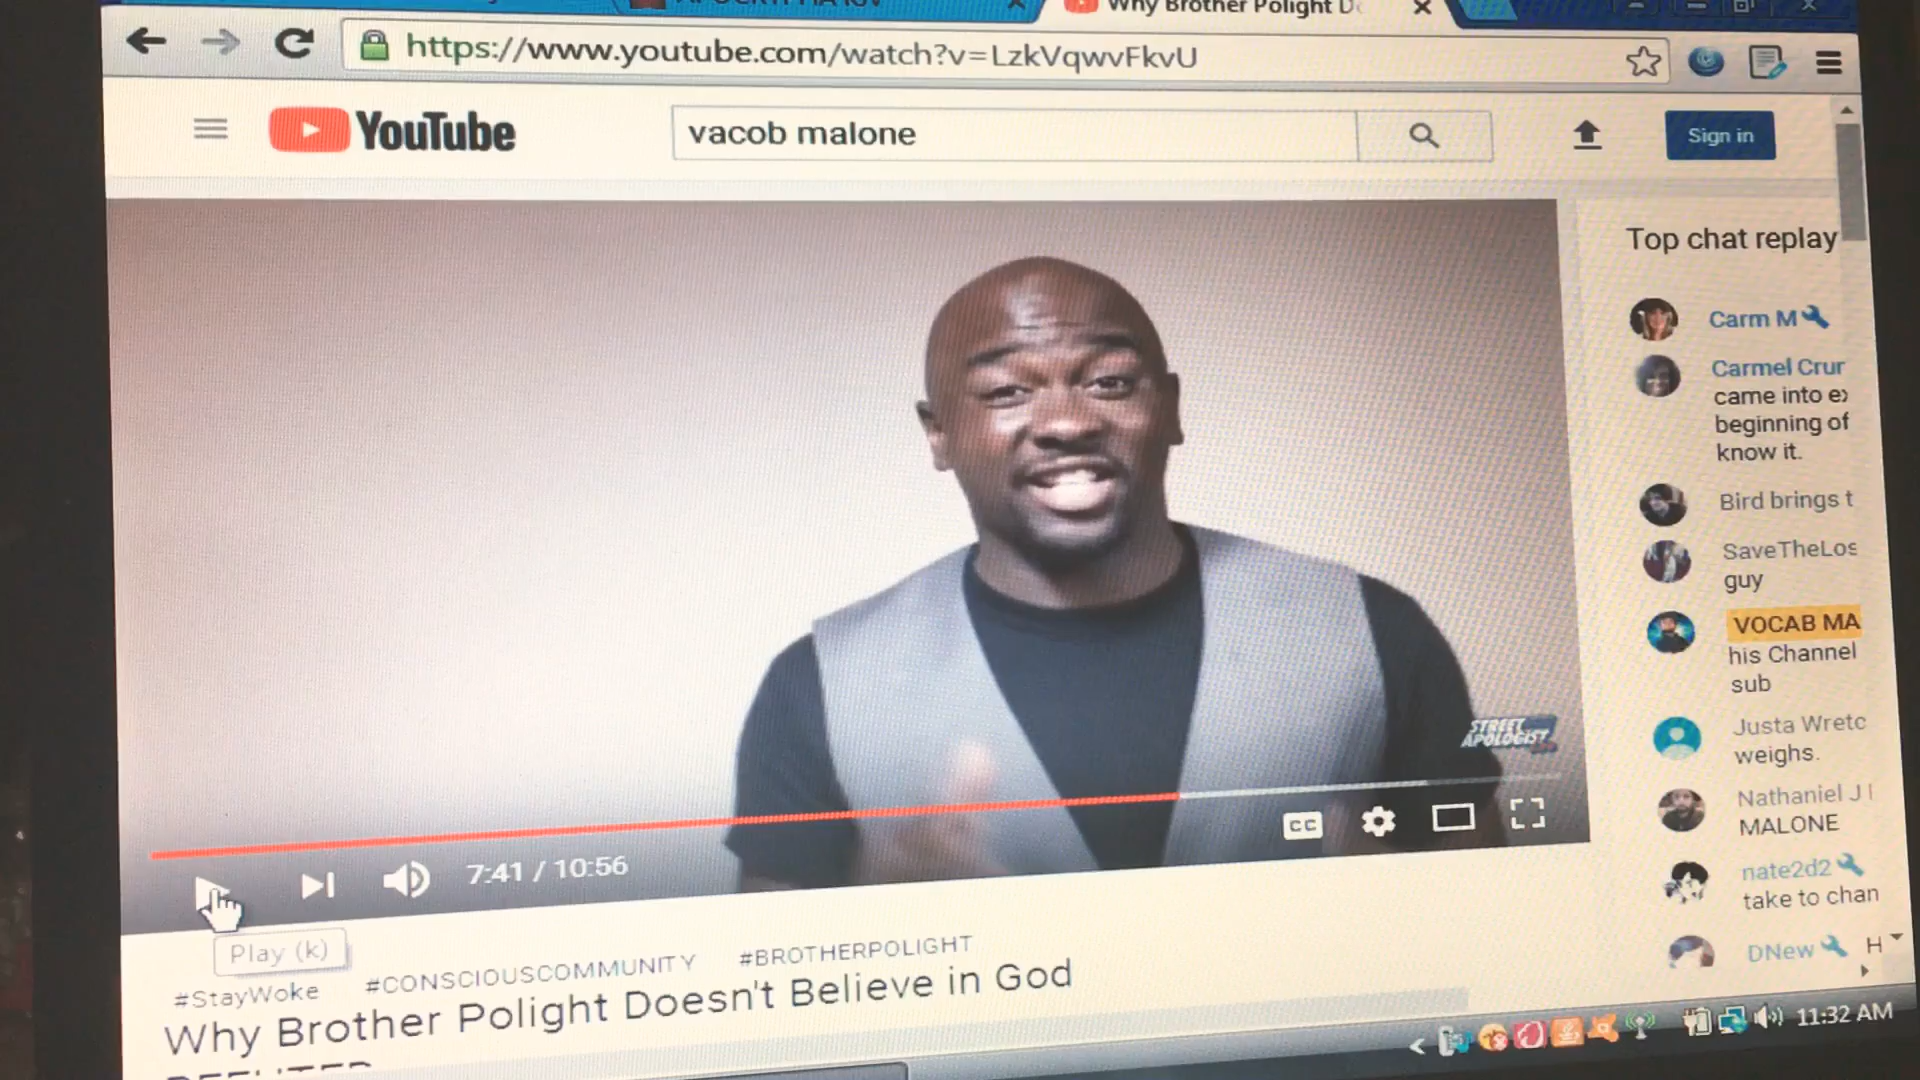 Why Brother Polight D
https://www.youtube.com/watch?v=LzkVqwvFkvU
YouTube
vacob malone
Sign in
Top chat replay
Carm M
Carmel Crur
came into ex
beginning of
know it.
Bird brings t
SaveTheLos
guy
VOCAB MA
his Channel
sub
Justa Wretc
weighs.
Nathaniel J
MALONE
nate2d2
take to chan
DNew H
STREET
APOLOGIST
CC
7:41 / 10:56
Play (k)
#StayWoke #CONSCIOUSCOMMUNITY #BROTHERPOLIGHT
Why Brother Polight Doesn't Believe in God
11:32 AM